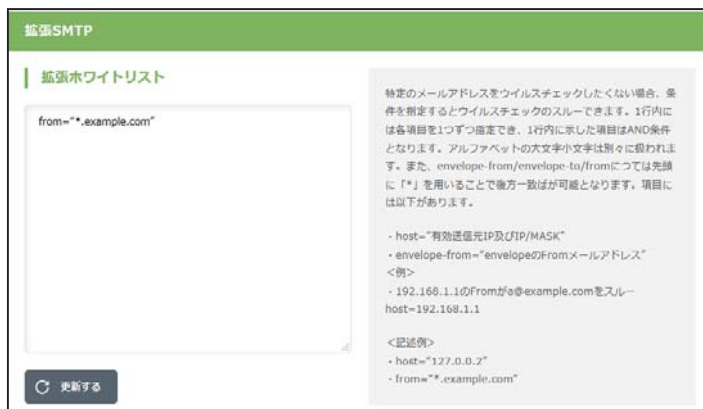 拡張SMTP
拡張ホワイトリスト
from="*.example.com"
特定のメールアドレスをウイルスチェックしたくない場合、条
件を指定するとウイルスチェックのスルーできます。1行内に
は各項目を1つずつ指定でき、1行内に示した項目はAND条件
となります。アルファベットの大文字小文字は別々に扱われま
す。また、envelope-from/envelope-to/fromにつては先頭
に「*」を用いることで後方一致ばが可能となります。項目に
は以下があります。
・host="有効送信元IP及びIP/MASK"
・envelope-from="envelopeのFromメールアドレス"
<例>
・192.168.1.1のFromがa@example.comをスルー
host=192.168.1.1
<記述例>
・host="127.0.0.2"
・from="*.example.com"
更新する